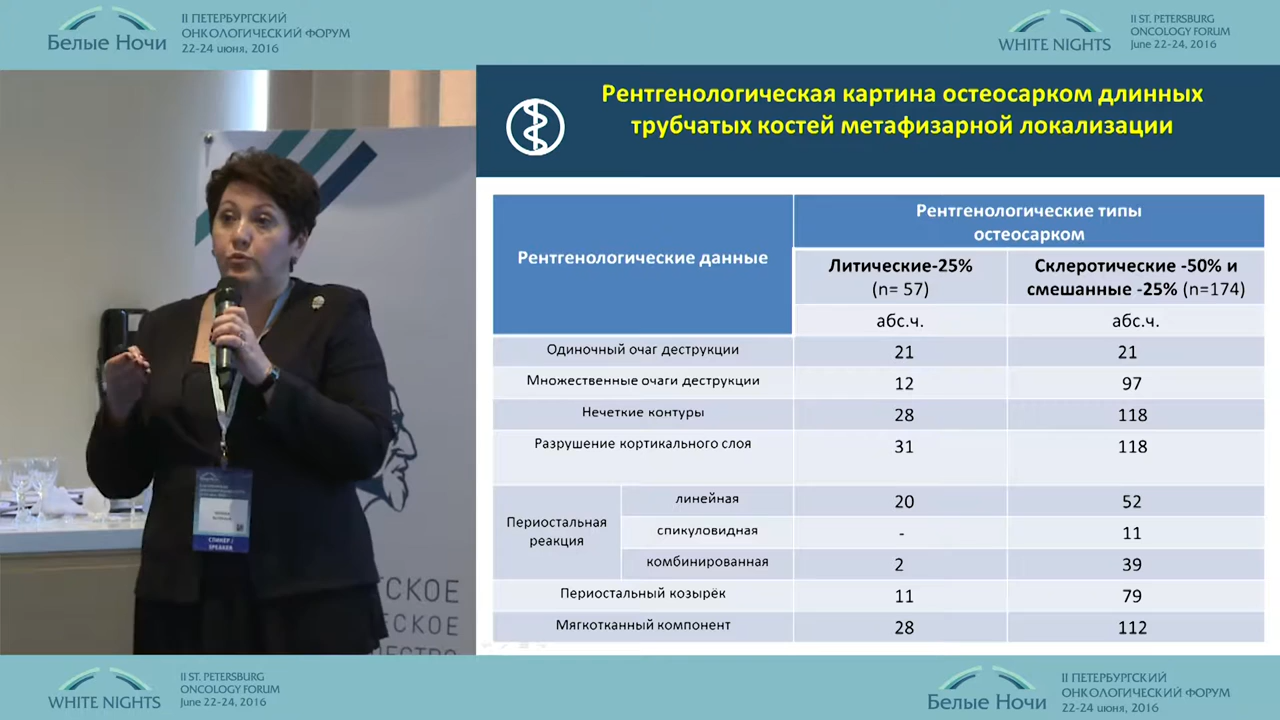 Белые Ночи
II ПЕТЕРБУРГСКИЙ
ОНКОЛОГИЧЕСКИЙ ФОРУМ
22-24 июня, 2016
WHITE NIGHTS
II ST. PETERSBURG
ONCOLOGY FORUM
June 22-24, 2016
Рентгенологическая картина остеосарком длинных
трубчатых костей метафизарной локализации
Рентгенологические данные
Рентгенологические типы
остеосарком
Литические-25%
(n= 57)
Склеротические -50% и
смешанные -25% (n=174)
абс.ч.
абс.ч.
Одиночный очаг деструкции 21 21
Множественные очаги деструкции 12 97
Нечеткие контуры 28 118
Разрушение кортикального слоя 31 118
Периостальная
реакция
линейная 20 52
спикуловидная - 11
комбинированная 2 39
Периостальный козырёк 11 79
Мягкотканный компонент 28 112
СПИКЕР /
SPEAKER
СКОЕ
ЕСКОЕ
WHITE NIGHTS
II ST. PETERSBURG
ONCOLOGY FORUM
June 22-24, 2016
Белые Ночи
II ПЕТЕРБУРГСКИЙ
ОНКОЛОГИЧЕСКИЙ ФОРУМ
22-24 июня, 2016